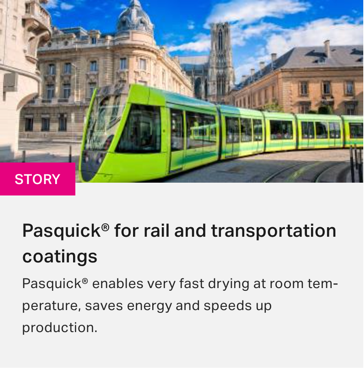 STORY
Pasquick® for rail and transportation
coatings
Pasquick® enables very fast drying at room tem-
perature, saves energy and speeds up
production.